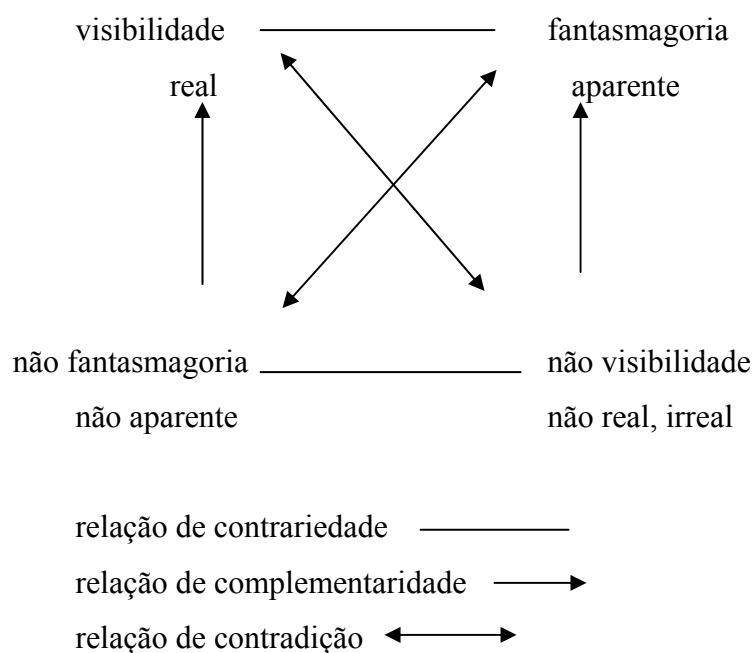 visibilidade fantasmagoria
real aparente
não fantasmagoria não visibilidade
não aparente não real, irreal
relação de contrariedade
relação de complementaridade
relação de contradição